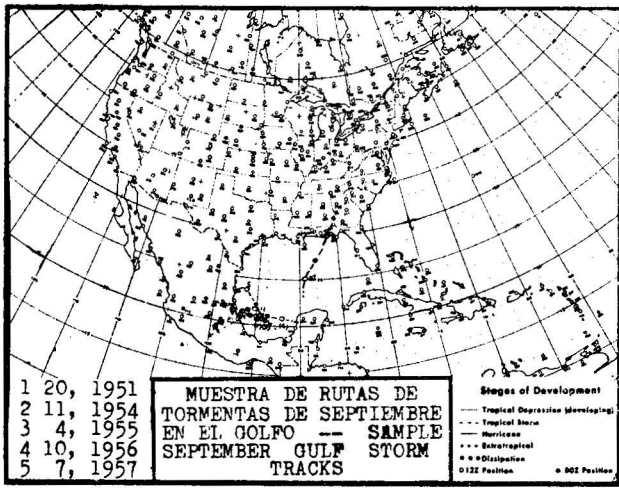 1 20, 1951
2 11, 1954
3 4, 1955
4 10, 1956
5 7, 1957
MUESTRA DE RUTAS DE
TORMENTAS DE SEPTIEMBRE
EN EL GOLFO -- SAMPLE
SEPTEMBER GULF STORM
TRACKS
Stages of Development
Tropical Depression (developing)
Tropical Storm
Hurricane
Extratropical
Dissipation
O 12Z Position
00Z Position